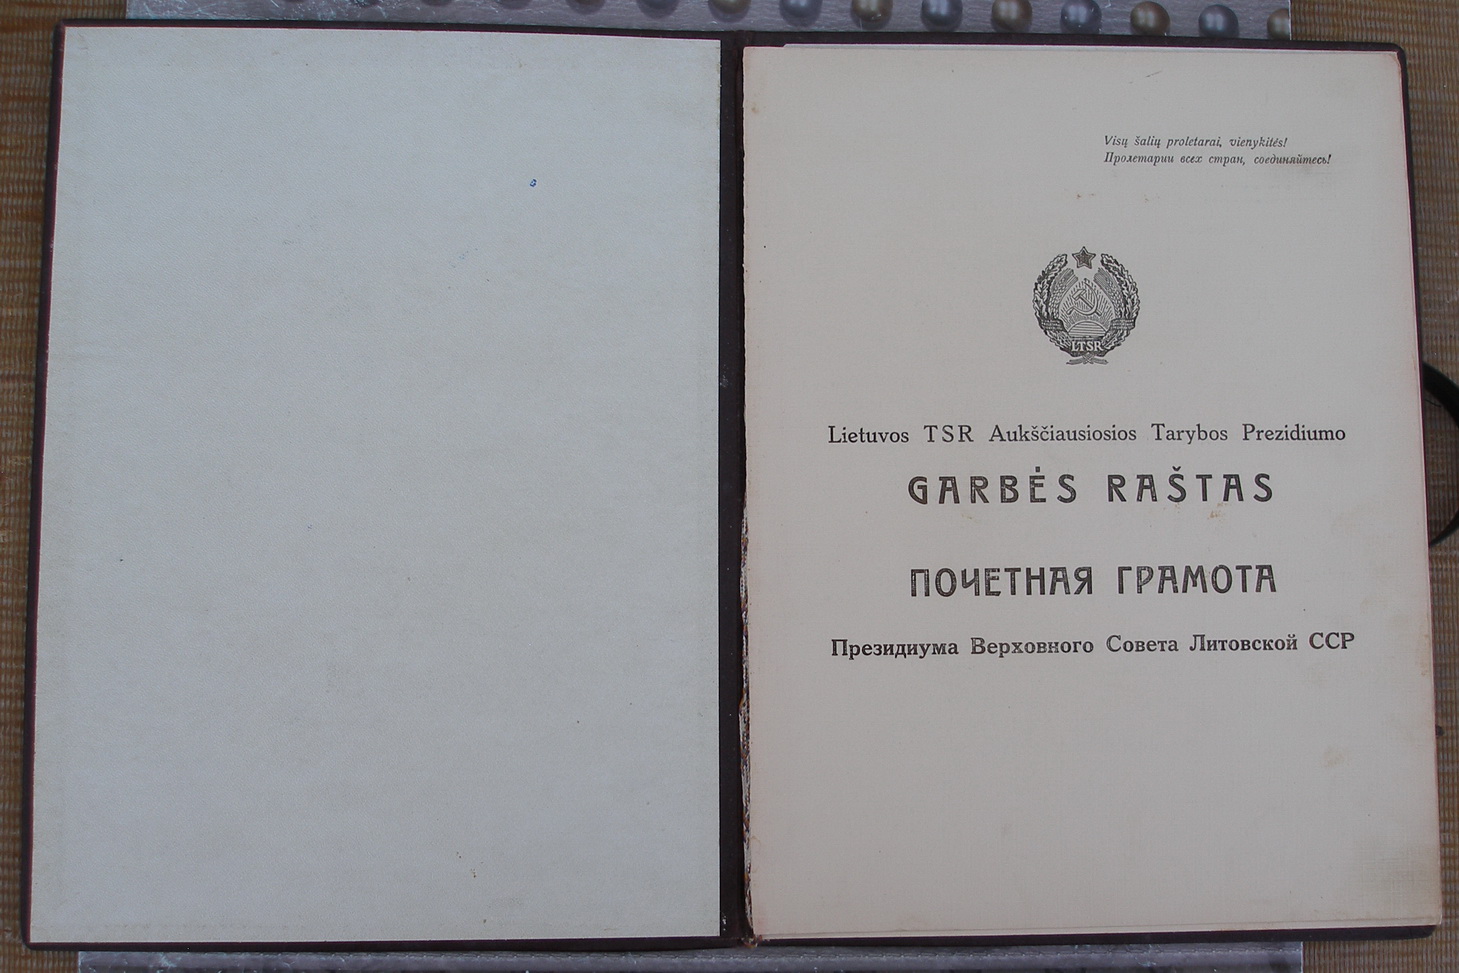 Visų šalių proletarai, vienykitės!
Пролетарии всех стран, соединяйтесь!
LTSR
Lietuvos TSR Aukščiausiosios Tarybos Prezidiumo
GARBĖS RAŠTAS
ПОЧЕТНАЯ ГРАМОТА
Президиума Верховного Совета Литовской ССР